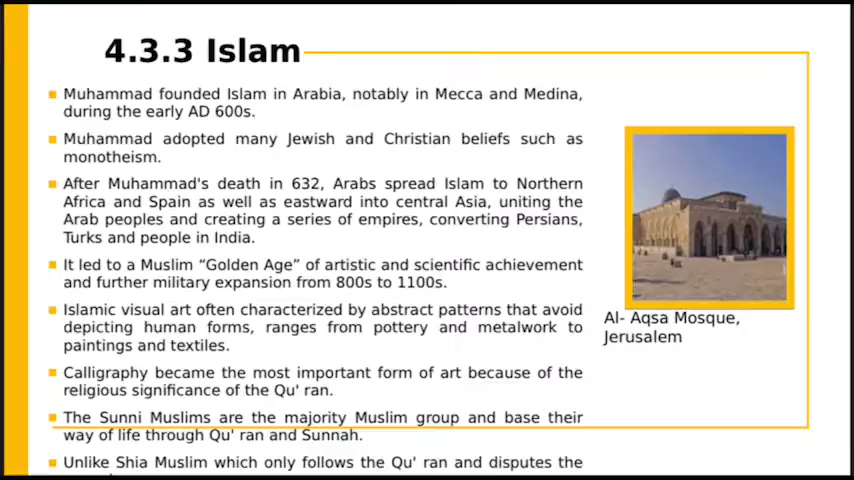 4.3.3 Islam
Muhammad founded Islam in Arabia, notably in Mecca and Medina,
during the early AD 600s.
Muhammad adopted many Jewish and Christian beliefs such as
monotheism.
After Muhammad's death in 632, Arabs spread Islam to Northern
Africa and Spain as well as eastward into central Asia, uniting the
Arab peoples and creating a series of empires, converting Persians,
Turks and people in India.
It led to a Muslim “Golden Age” of artistic and scientific achievement
and further military expansion from 800s to 1100s.
Islamic visual art often characterized by abstract patterns that avoid
depicting human forms, ranges from pottery and metalwork to
paintings and textiles.
Calligraphy became the most important form of art because of the
religious significance of the Qu' ran.
The Sunni Muslims are the majority Muslim group and base their
way of life through Qu' ran and Sunnah.
Unlike Shia Muslim which only follows the Qu' ran and disputes the
Al- Aqsa Mosque,
Jerusalem